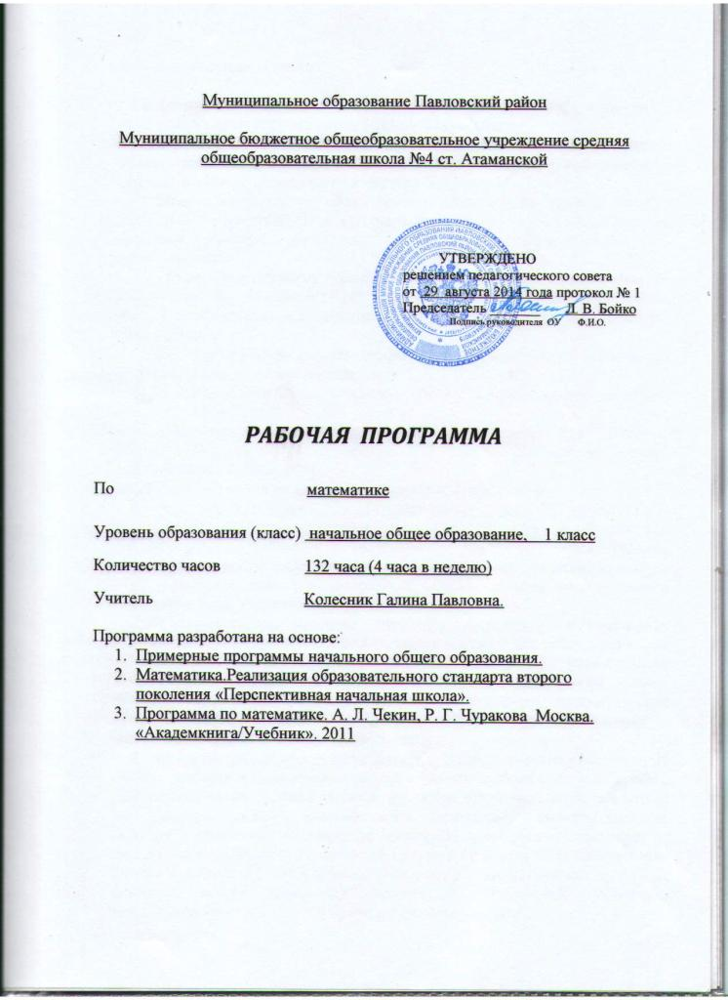 Муниципальное образование Павловский район
Муниципальное бюджетное общеобразовательное учреждение средняя
общеобразовательная школа №4 ст. Атаманской
УТВЕРЖДЕНО
решением педагогического совета
от 29 августа 2014 года протокол № 1
Председатель Л. В. Бойко
Подпись руководителя ОУ Ф.И.О.
РАБОЧАЯ ПРОГРАММА
По математике
Уровень образования (класс) начальное общее образование, 1 класс
Количество часов 132 часа (4 часа в неделю)
Учитель Колесник Галина Павловна.
Программа разработана на основе:
1. Примерные программы начального общего образования.
2. Математика.Реализация образовательного стандарта второго
поколения «Перспективная начальная школа».
3. Программа по математике. А. Л. Чекин, Р. Г. Чуракова Москва.
«Академкнига/Учебник». 2011